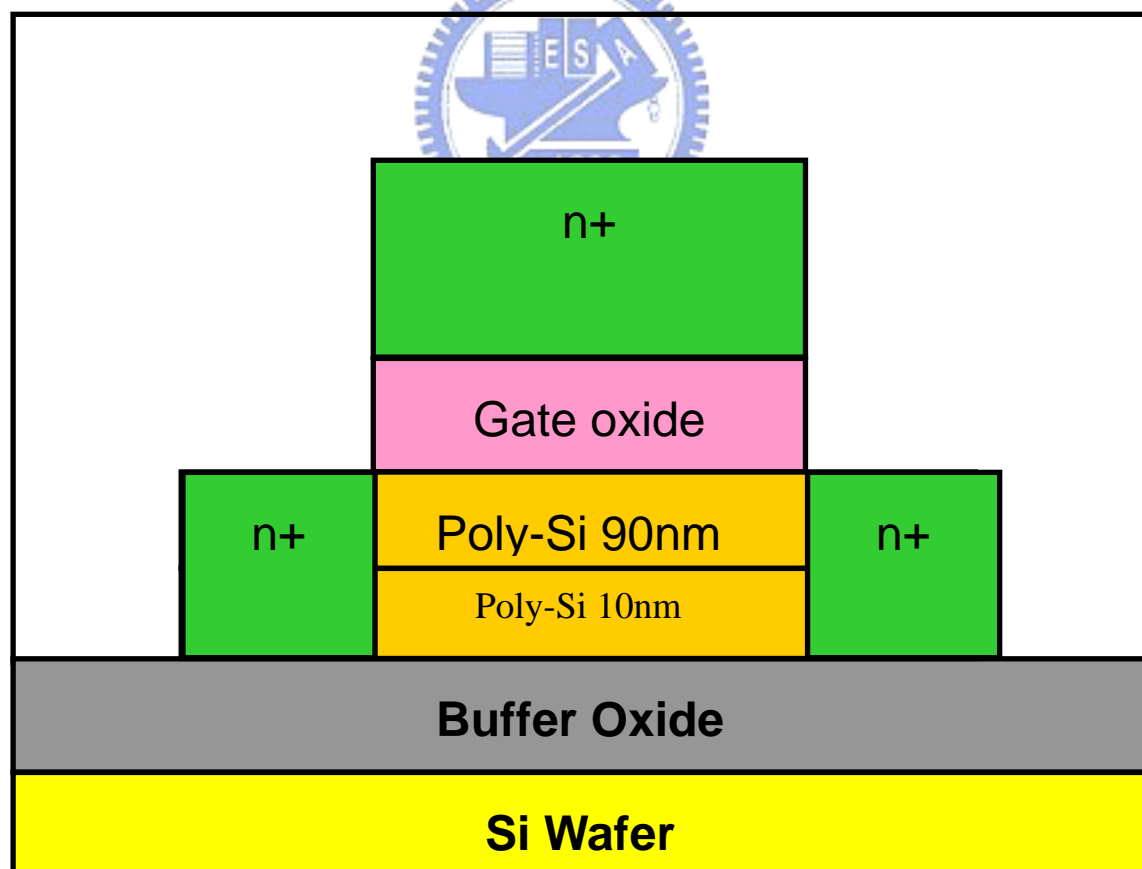 E S A
n+
Gate oxide
n+ Poly-Si 90nm n+
Poly-Si 10nm
Buffer Oxide
Si Wafer